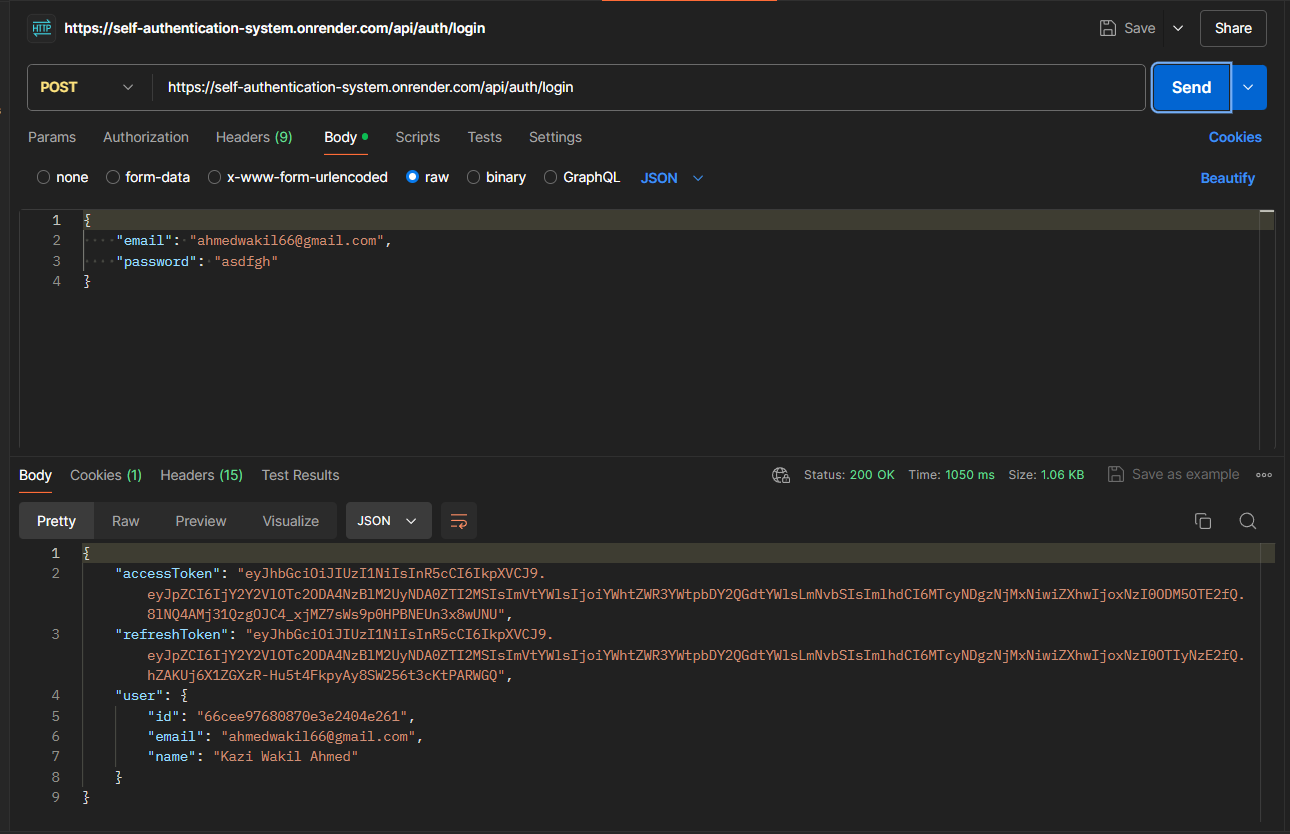 HTTP https://self-authentication-system.onrender.com/api/auth/login Save Share
POST https://self-authentication-system.onrender.com/api/auth/login Send
Params Authorization Headers (9) Body Scripts Tests Settings Cookies
none form-data x-www-form-urlencoded raw binary GraphQL JSON Beautify
1 {
2 "email": "ahmedwakil66@gmail.com",
3 "password": "asdfgh"
4 }
Body Cookies (1) Headers (15) Test Results Status: 200 OK Time: 1050 ms Size: 1.06 KB Save as example
Pretty Raw Preview Visualize JSON
1 {
2 "accessToken": "eyJhbGciOiJIUzI1NiIsInR5cCI6IkpXVCJ9.
eyJpZCI6IjY2Y2VlOTc2ODA4NzBlM2UyNDA0ZTI2MSIsImVtYWlsIjoiYWhtZWR3YWtpbDY2QGdtYWlsLmNvbSIsImlhdCI6MTcyNDgzNjMxNiwiZXhwIjoxNzI0ODM5OTE2fQ.
8lNQ4AMj31QzgOJC4_xjMZ7sWs9p0HPBNEUn3x8wUNU",
3 "refreshToken": "eyJhbGciOiJIUzI1NiIsInR5cCI6IkpXVCJ9.
eyJpZCI6IjY2Y2VlOTc2ODA4NzBlM2UyNDA0ZTI2MSIsImVtYWlsIjoiYWhtZWR3YWtpbDY2QGdtYWlsLmNvbSIsImlhdCI6MTcyNDgzNjMxNiwiZXhwIjoxNzI0OTIyNzE2fQ.
hZAKUj6X1ZGXzR-Hu5t4FkpyAy8SW256t3cKtPARWGQ",
4 "user": {
5 "id": "66cee97680870e3e2404e261",
6 "email": "ahmedwakil66@gmail.com",
7 "name": "Kazi Wakil Ahmed"
8 }
9 }